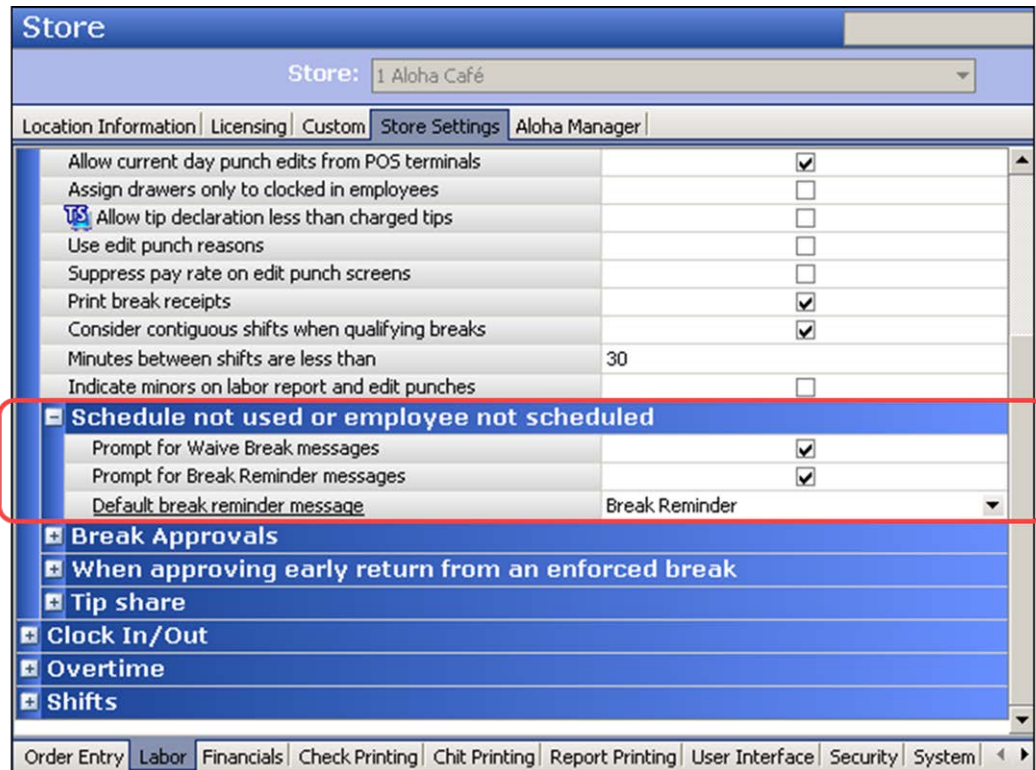 Store
Store: 1 Aloha Café
Location Information Licensing Custom Store Settings Aloha Manager
Allow current day punch edits from POS terminals
Assign drawers only to clocked in employees
TS Allow tip declaration less than charged tips
Use edit punch reasons
Suppress pay rate on edit punch screens
Print break receipts
Consider contiguous shifts when qualifying breaks
Minutes between shifts are less than 30
Indicate minors on labor report and edit punches
Schedule not used or employee not scheduled
Prompt for Waive Break messages
Prompt for Break Reminder messages
Default break reminder message Break Reminder
Break Approvals
When approving early return from an enforced break
Tip share
Clock In/Out
Overtime
Shifts
Order Entry Labor Financials Check Printing Chit Printing Report Printing User Interface Security System